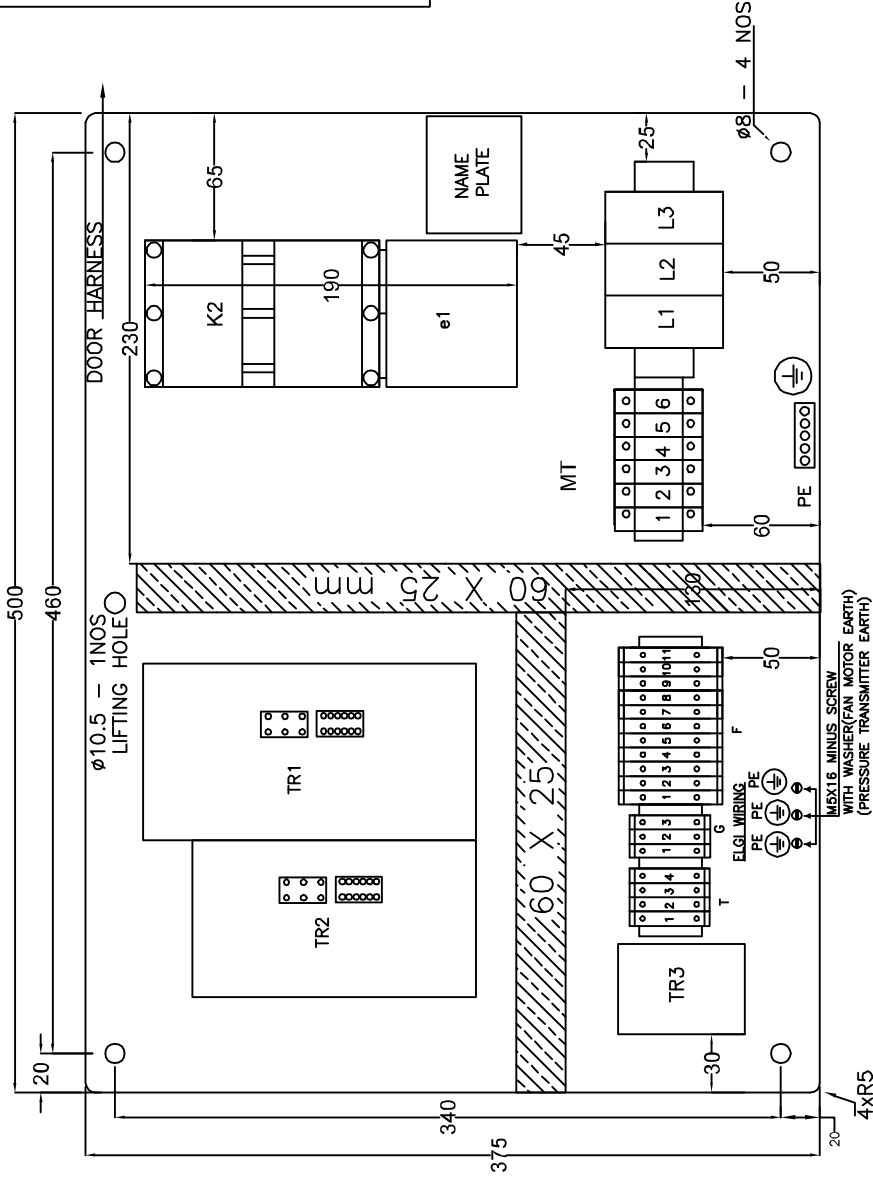 500
460
20
ø10.5 - 1NOS
LIFTING HOLE
DOOR HARNESS
230
65
K2
190
e1
NAME
PLATE
45
25
ø8 - 4 NOS
L1
L2
L3
50
MT
1 2 3 4 5 6
60
PE
60 X 25 mm
130
60 X 25
TR1
TR2
TR3
30
T
1 2 3 4
G
1 2 3
F
1 2 3 4 5 6 7 8 9 10 11
50
ELGI WIRING
PE
PE
PE
M5X16 MINUS SCREW
WITH WASHER(FAN MOTOR EARTH)
(PRESSURE TRANSMITTER EARTH)
340
375
20
4xR5